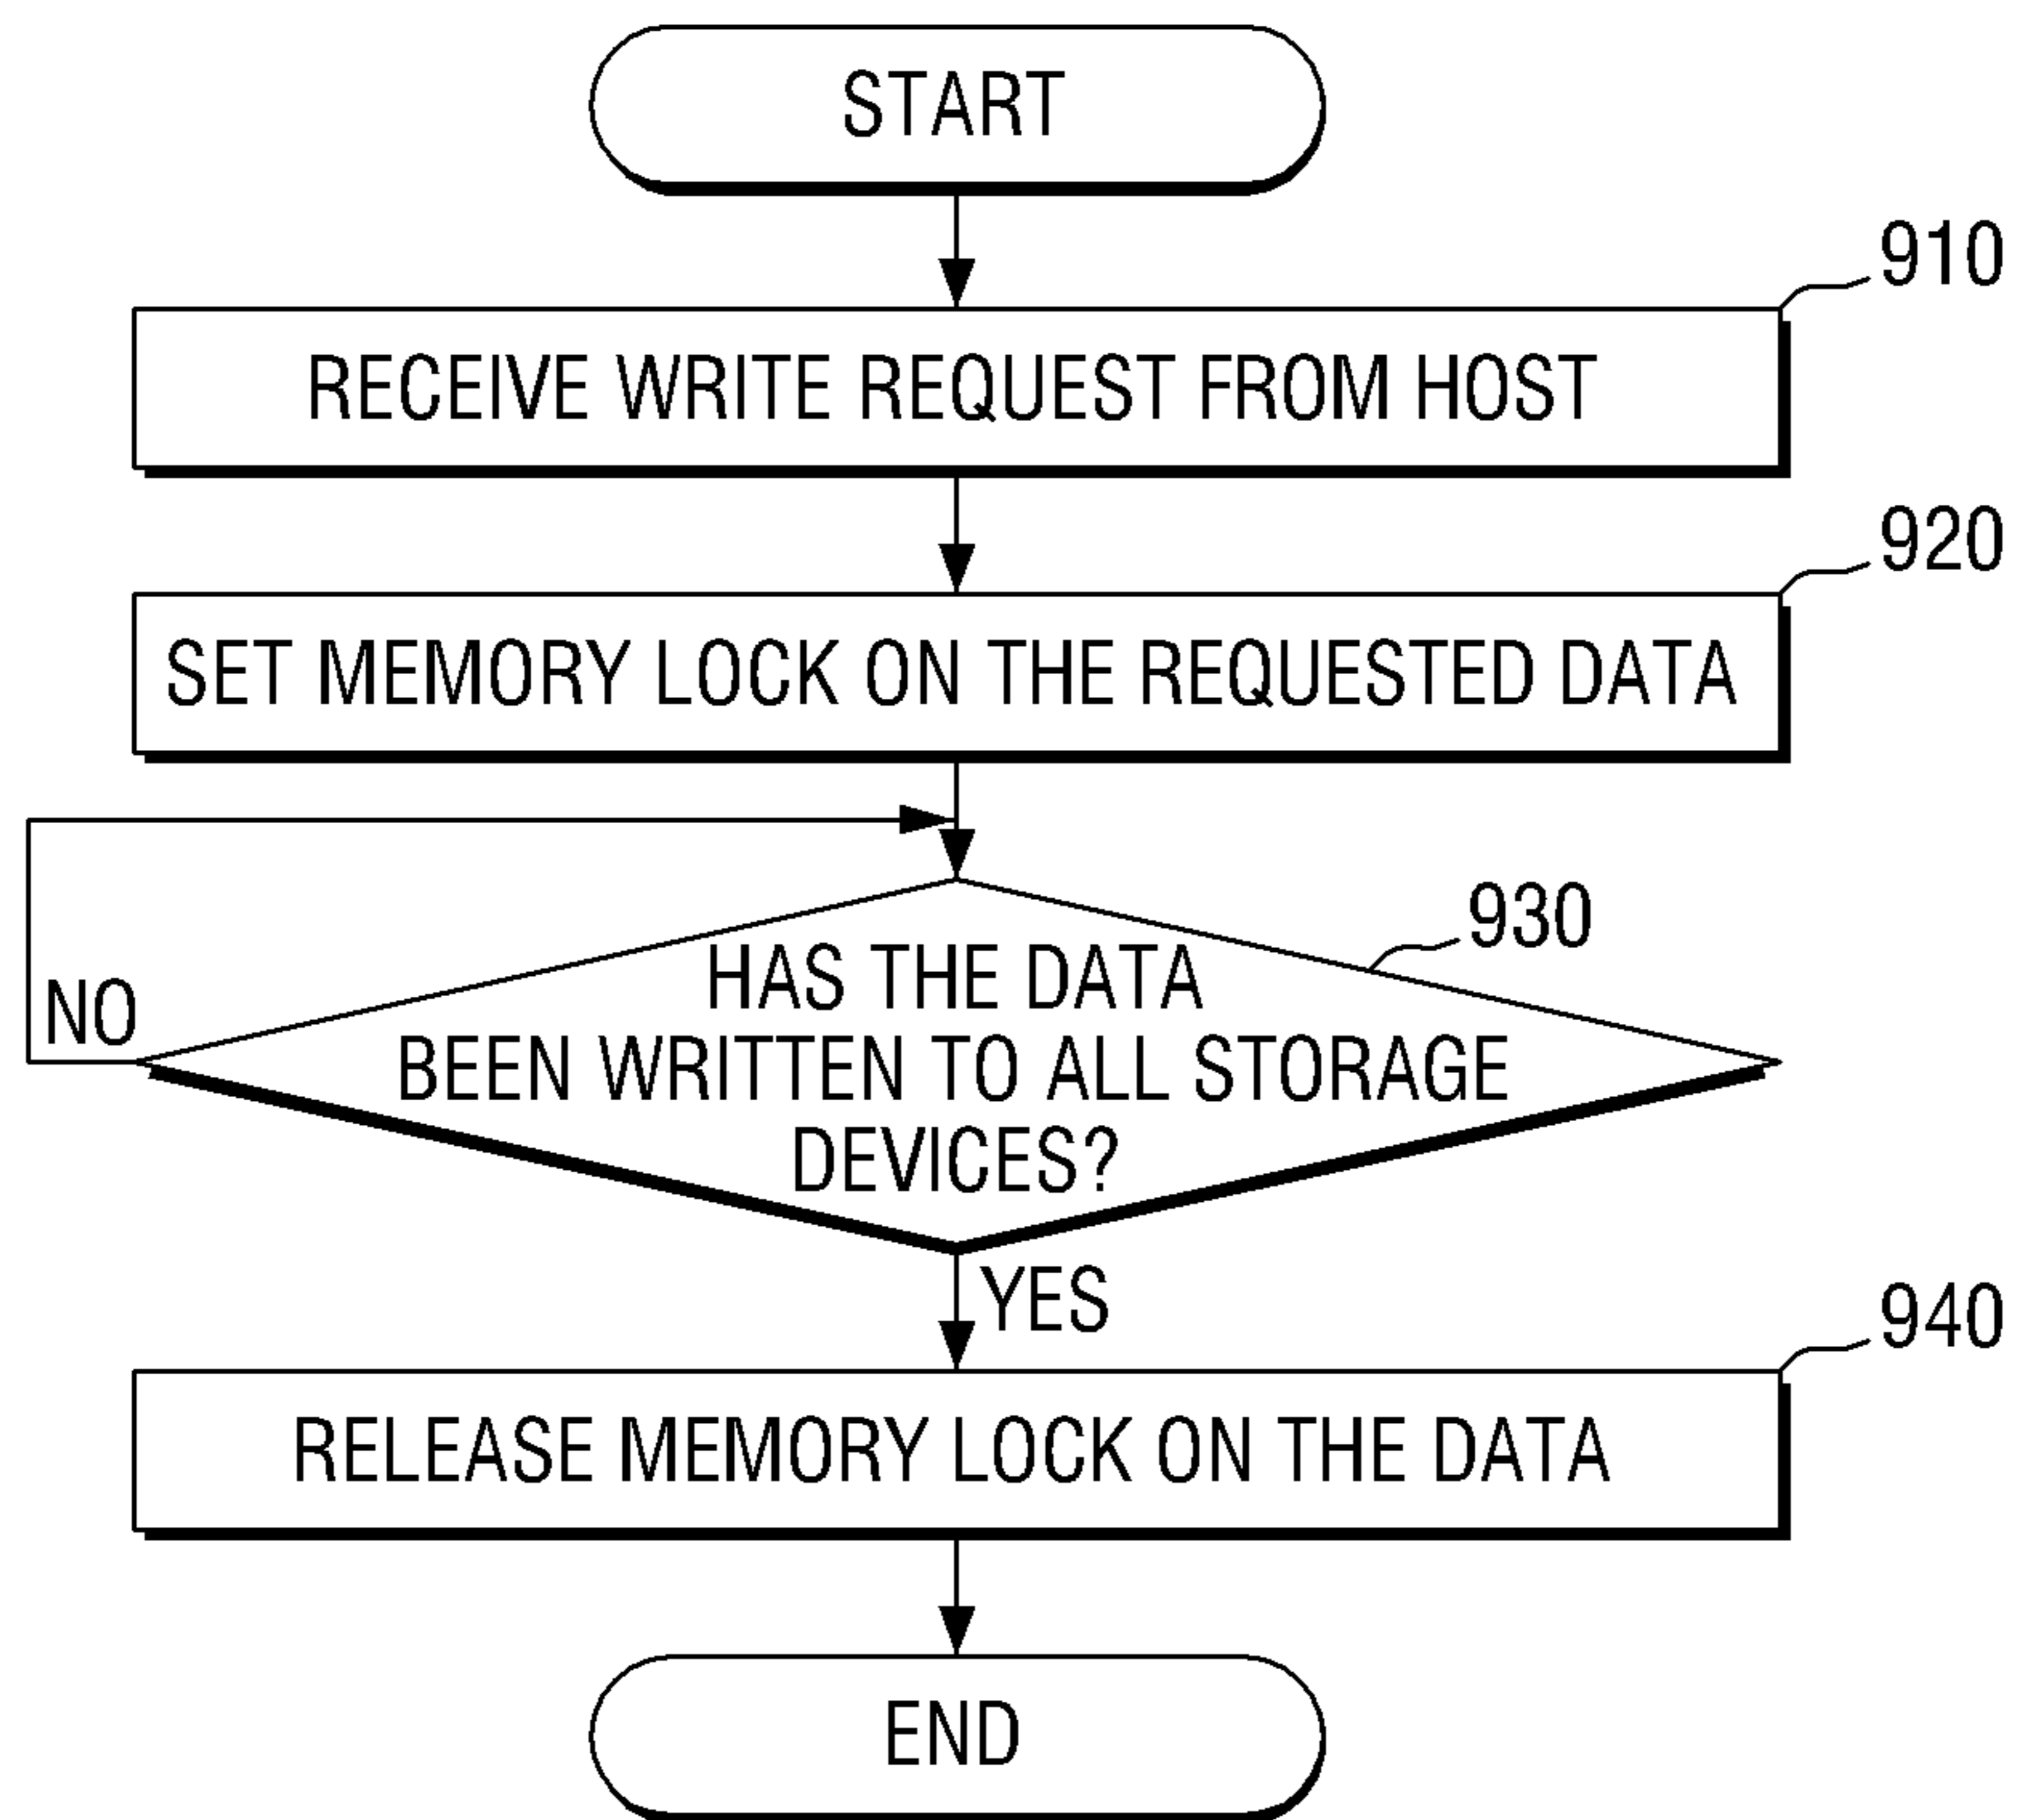 START
910
RECEIVE WRITE REQUEST FROM HOST
920
SET MEMORY LOCK ON THE REQUESTED DATA
930
HAS THE DATA
NO
BEEN WRITTEN TO ALL STORAGE
DEVICES?
YES
940
RELEASE MEMORY LOCK ON THE DATA
END